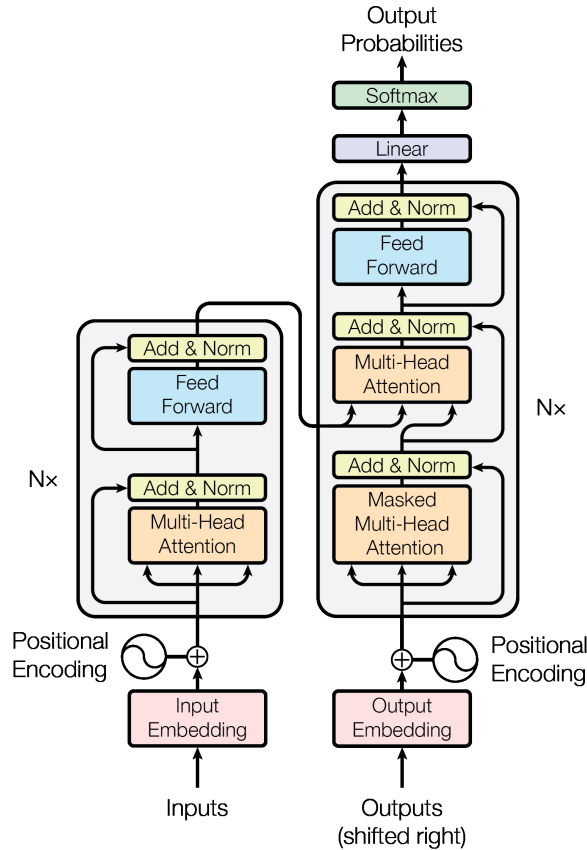 Output
Probabilities
Softmax
Linear
Add & Norm
Feed
Forward
Add & Norm
Multi-Head
Attention
Add & Norm
Masked
Multi-Head
Attention
N×
Add & Norm
Feed
Forward
Add & Norm
Multi-Head
Attention
N×
Positional
Encoding
Positional
Encoding
Input
Embedding
Output
Embedding
Inputs
Outputs
(shifted right)